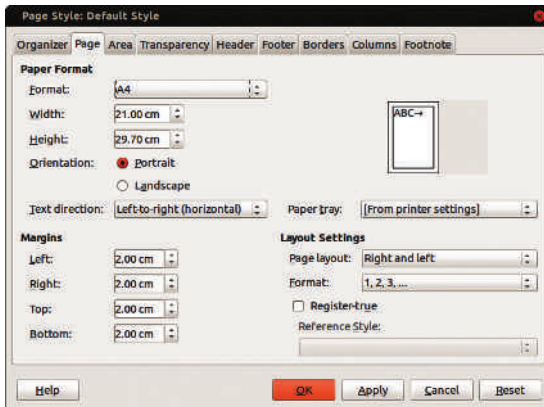 Page Style: Default Style
Organizer Page Area Transparency Header Footer Borders Columns Footnote
Paper Format
Format: A4
Width: 21.00 cm
Height: 29.70 cm
Orientation: Portrait
Landscape
ABC→
Text direction: Left-to-right (horizontal) Paper tray: [From printer settings]
Margins
Left: 2.00 cm
Right: 2.00 cm
Top: 2.00 cm
Bottom: 2.00 cm
Layout Settings
Page layout: Right and left
Format: 1, 2, 3, ...
Register-true
Reference Style:
Help OK Apply Cancel Reset